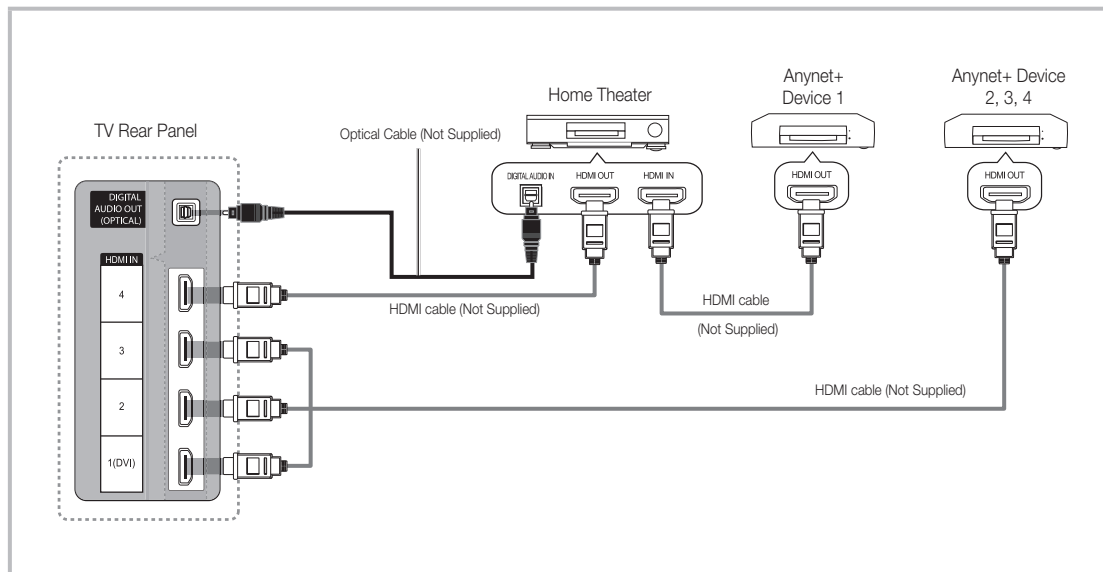 TV Rear Panel
DIGITAL
AUDIO OUT
(OPTICAL)
HDMI IN
4
3
2
1(DVI)
Optical Cable (Not Supplied)
Home Theater
DIGITAL AUDIO IN
HDMI OUT
HDMI IN
Anynet+
Device 1
HDMI OUT
Anynet+ Device
2, 3, 4
HDMI OUT
HDMI cable (Not Supplied)
HDMI cable
(Not Supplied)
HDMI cable (Not Supplied)